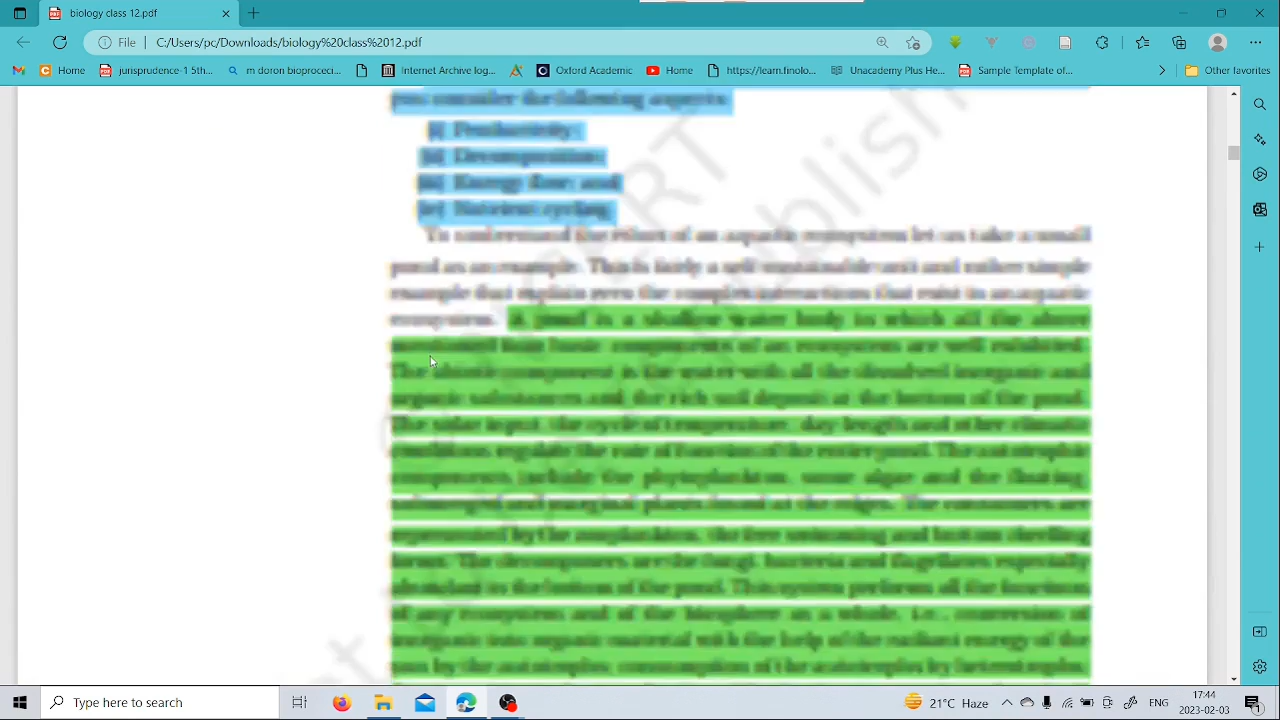 biology class 12.pdf
File C:/Users/pc/Downloads/biology%20class%2012.pdf
Home jurisprudence-1 5th... m doron bioproceci... Internet Archive log... Oxford Academic Home https://learn.finolo... Unacademy Plus He... Sample Template of... Other favorites
you consider the following aspects.
(i) Productivity;
(ii) Decomposition;
(iii) Energy flow; and
(iv) Nutrient cycling.
To understand the ethos of an aquatic ecosystem let us take a small
pond as an example. This is fairly a self-sustainable unit and rather simple
example that explain even the complex interactions that exist in an aquatic
ecosystem. A pond is a shallow water body in which all the above
mentioned four basic components of an ecosystem are well exhibited.
The abiotic component is the water with all the dissolved inorganic and
organic substances and the rich soil deposit at the bottom of the pond.
The solar input, the cycle of temperature, day-length and other climatic
conditions regulate the rate of function of the entire pond. The autotrophic
components include the phytoplankton, some algae and the floating,
submerged and marginal plants found at the edges. The consumers are
represented by the zooplankton, the free swimming and bottom dwelling
forms. The decomposers are the fungi, bacteria and flagellates especially
abundant in the bottom of the pond. This system performs all the functions
of any ecosystem and of the biosphere as a whole, i.e., conversion of
inorganic into organic material with the help of the radiant energy of the
sun by the autotrophs; consumption of the autotrophs by heterotrophs;
Type here to search
21°C Haze
ENG
17:44
2023-02-03
1